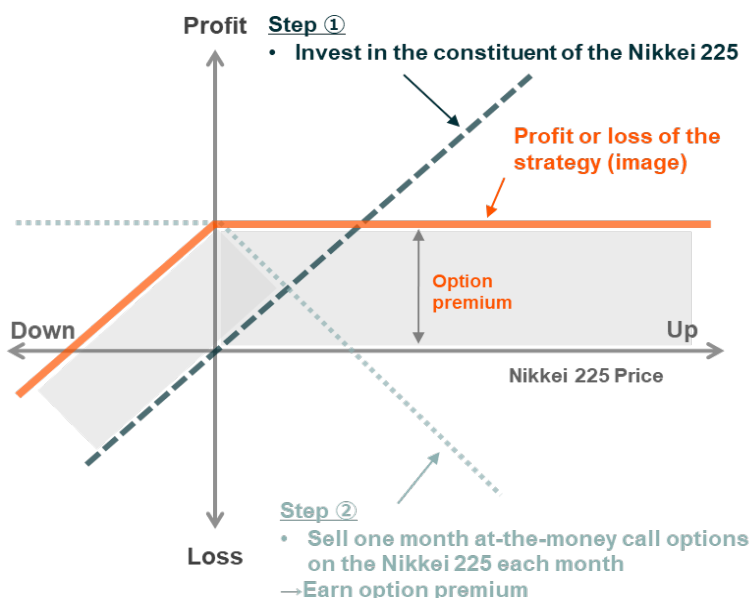 Profit
Step ①
• Invest in the constituent of the Nikkei 225
Profit or loss of the
strategy (image)
Option
premium
Down
Up
Nikkei 225 Price
Loss
Step ②
• Sell one month at-the-money call options
on the Nikkei 225 each month
→Earn option premium